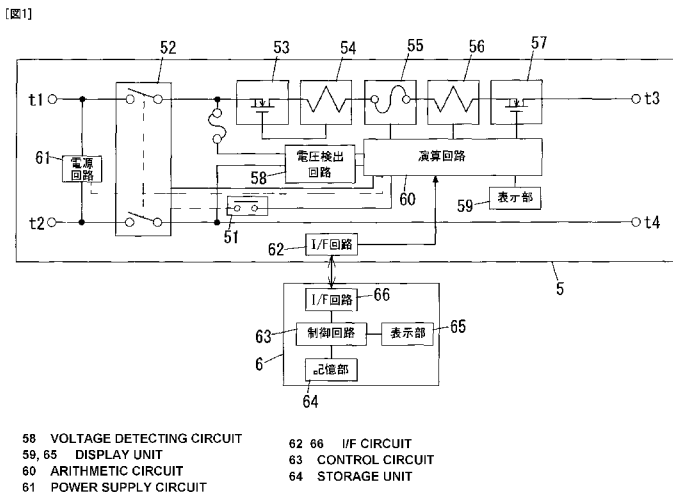 [図1]
52
53
54
55
56
57
t1
t3
61
電源
回路
電圧検出
回路
58
演算回路
60
59
表示部
51
t2
t4
62
I/F回路
5
I/F回路
66
63
制御回路
表示部
65
6
記憶部
64
58 VOLTAGE DETECTING CIRCUIT
59, 65 DISPLAY UNIT
60 ARITHMETIC CIRCUIT
61 POWER SUPPLY CIRCUIT
62 66 I/F CIRCUIT
63 CONTROL CIRCUIT
64 STORAGE UNIT